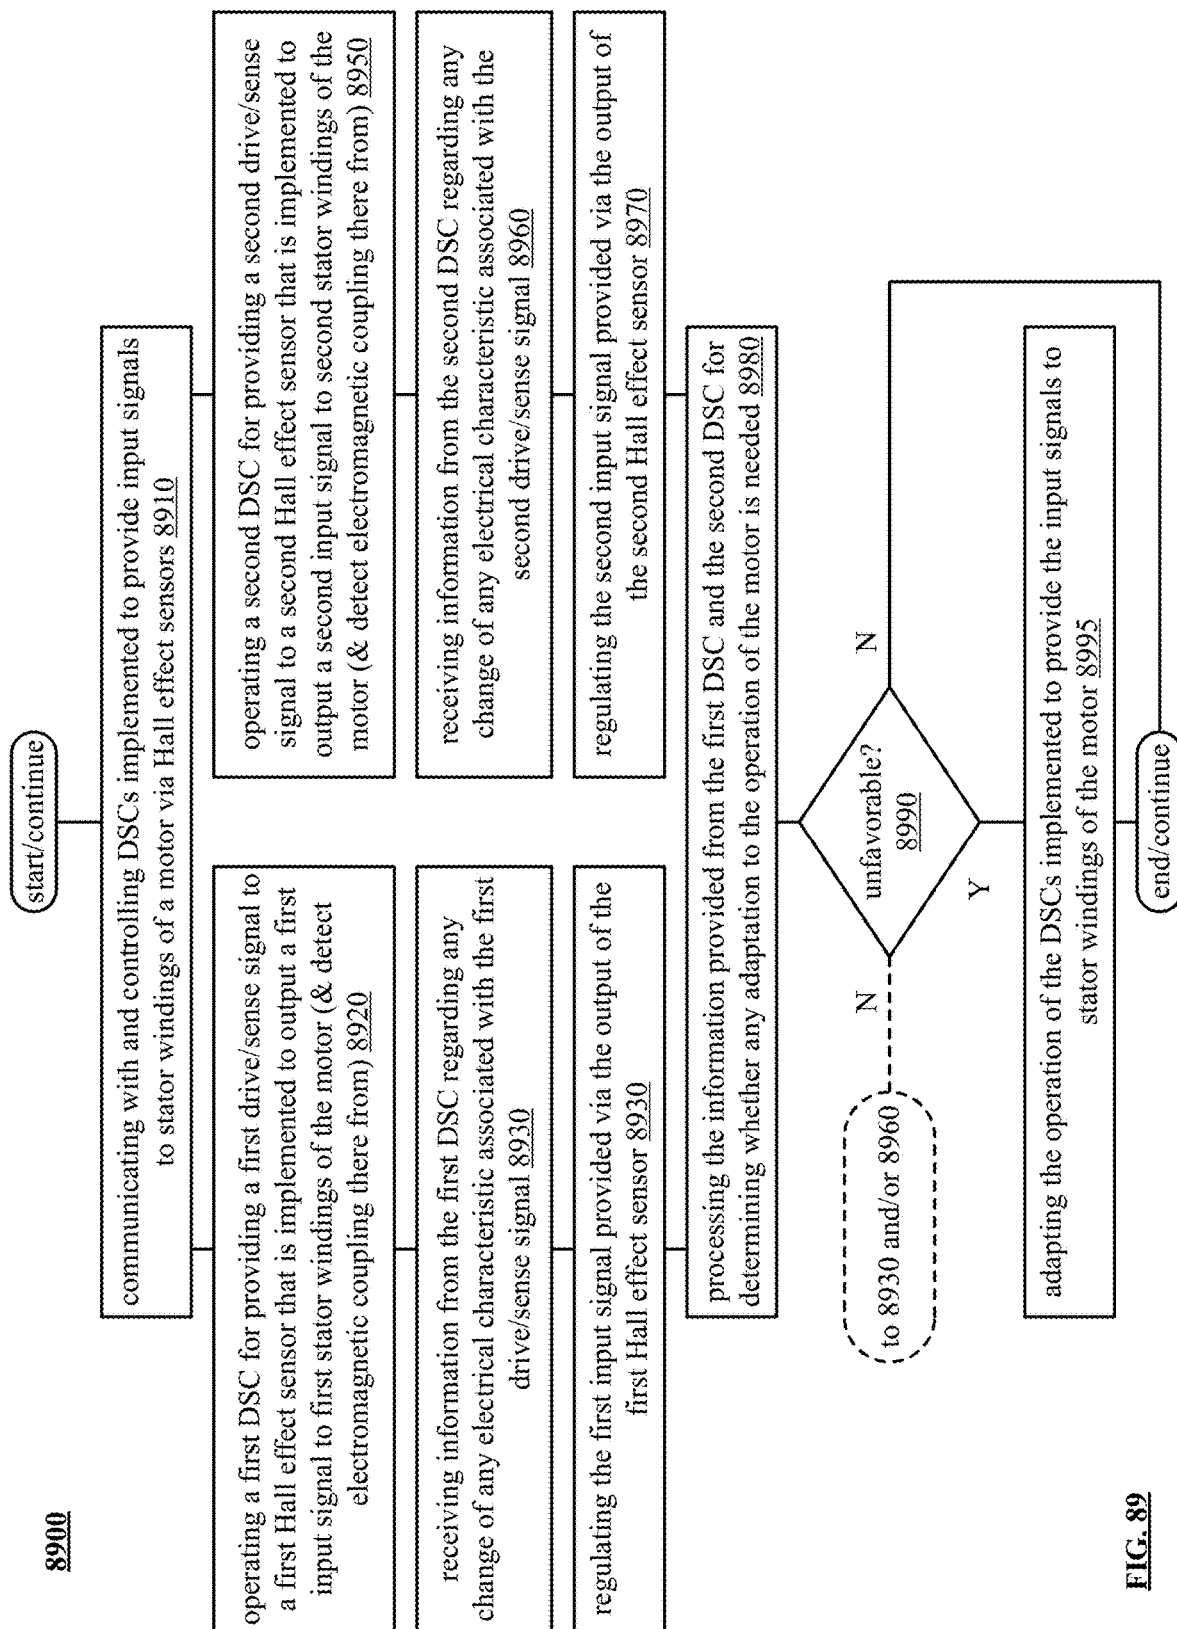 8900
start/continue
communicating with and controlling DSCs implemented to provide input signals
to stator windings of a motor via Hall effect sensors 8910
operating a first DSC for providing a first drive/sense signal to
a first Hall effect sensor that is implemented to output a first
input signal to first stator windings of the motor (& detect
electromagnetic coupling there from) 8920
receiving information from the first DSC regarding any
change of any electrical characteristic associated with the first
drive/sense signal 8930
regulating the first input signal provided via the output of the
first Hall effect sensor 8930
operating a second DSC for providing a second drive/sense
signal to a second Hall effect sensor that is implemented to
output a second input signal to second stator windings of the
motor (& detect electromagnetic coupling there from) 8950
receiving information from the second DSC regarding any
change of any electrical characteristic associated with the
second drive/sense signal 8960
regulating the second input signal provided via the output of
the second Hall effect sensor 8970
processing the information provided from the first DSC and the second DSC for
determining whether any adaptation to the operation of the motor is needed 8980
to 8930 and/or 8960
N
unfavorable?
8990
N
Y
adapting the operation of the DSCs implemented to provide the input signals to
stator windings of the motor 8995
end/continue
FIG. 89